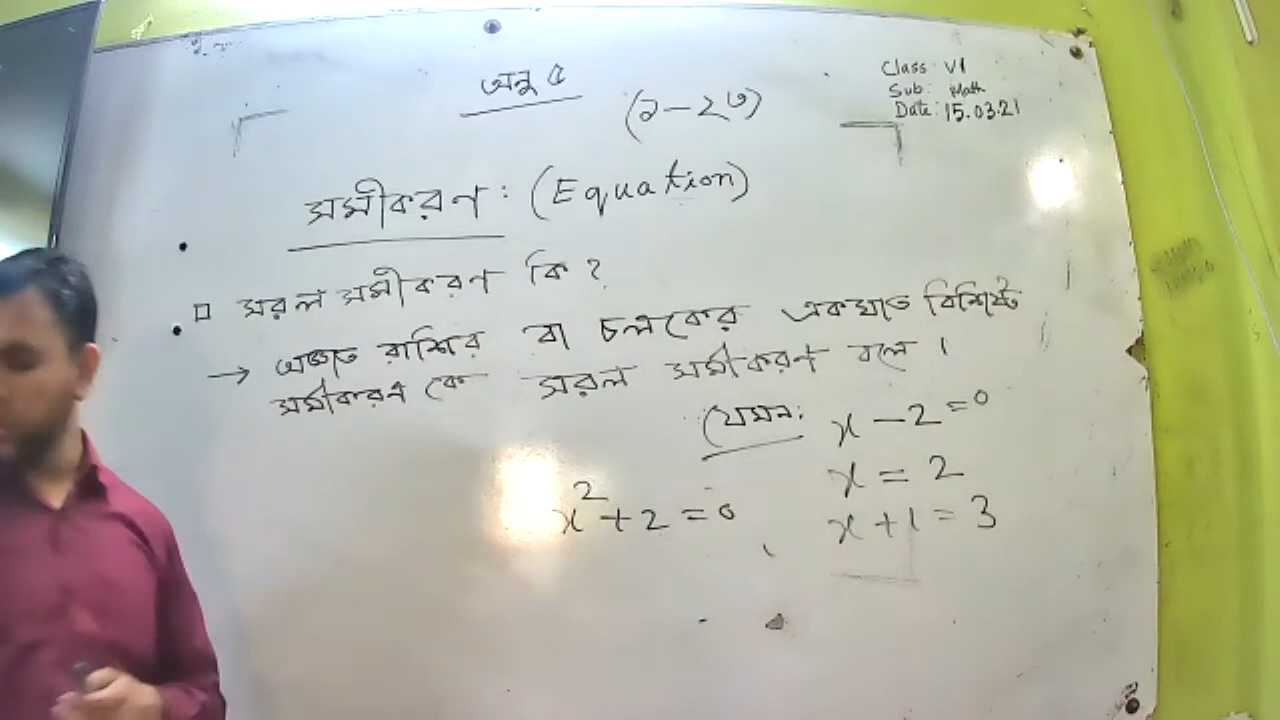 অনু ৫
(১-২৩)
Class: VI
Sub: Math
Date: 15.03.21
সমীকরণ: (Equation)
সরল সমীকরণ কি?
→ অজ্ঞাত রাশির বা চলকের একঘাত বিশিষ্ট
সমীকরণ কে সরল সমীকরণ বলে।
যেমন: x - 2 = 0
x = 2
x² + 2 = 0
x + 1 = 3